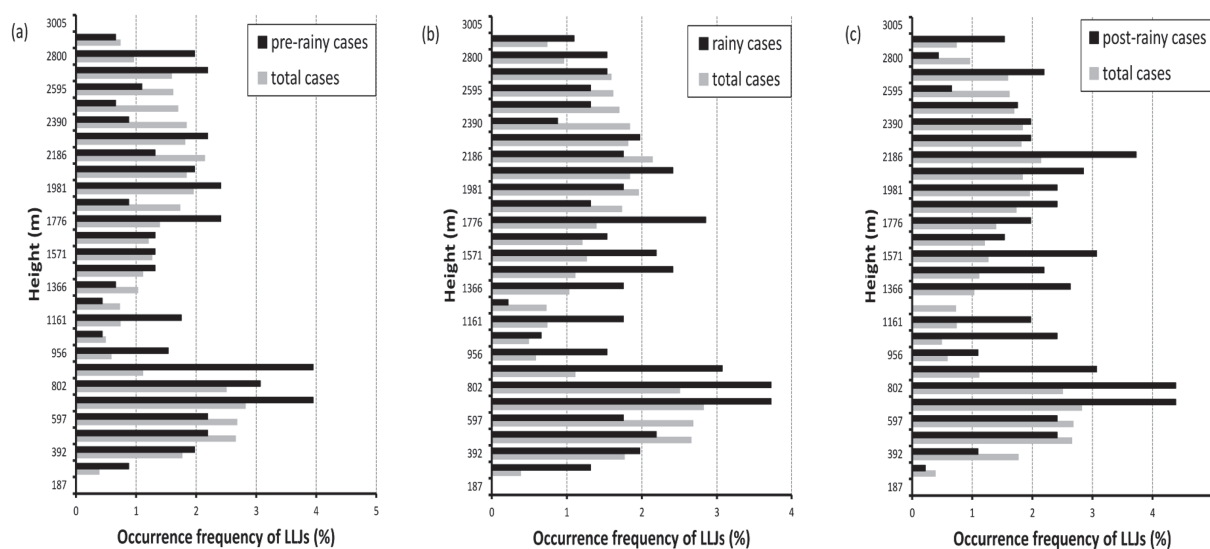 (a)
3005
2800
2595
2390
2186
1981
1776
1571
1366
1161
956
802
597
392
187
Height (m)
pre-rainy cases
total cases
0 1 2 3 4 5
Occurrence frequency of LLJs (%)
(b)
3005
2800
2595
2390
2186
1981
1776
1571
1366
1161
956
802
597
392
187
Height (m)
rainy cases
total cases
0 1 2 3 4
Occurrence frequency of LLJs (%)
(c)
3005
2800
2595
2390
2186
1981
1776
1571
1366
1161
956
802
597
392
187
Height (m)
post-rainy cases
total cases
0 1 2 3 4
Occurrence frequency of LLJs (%)